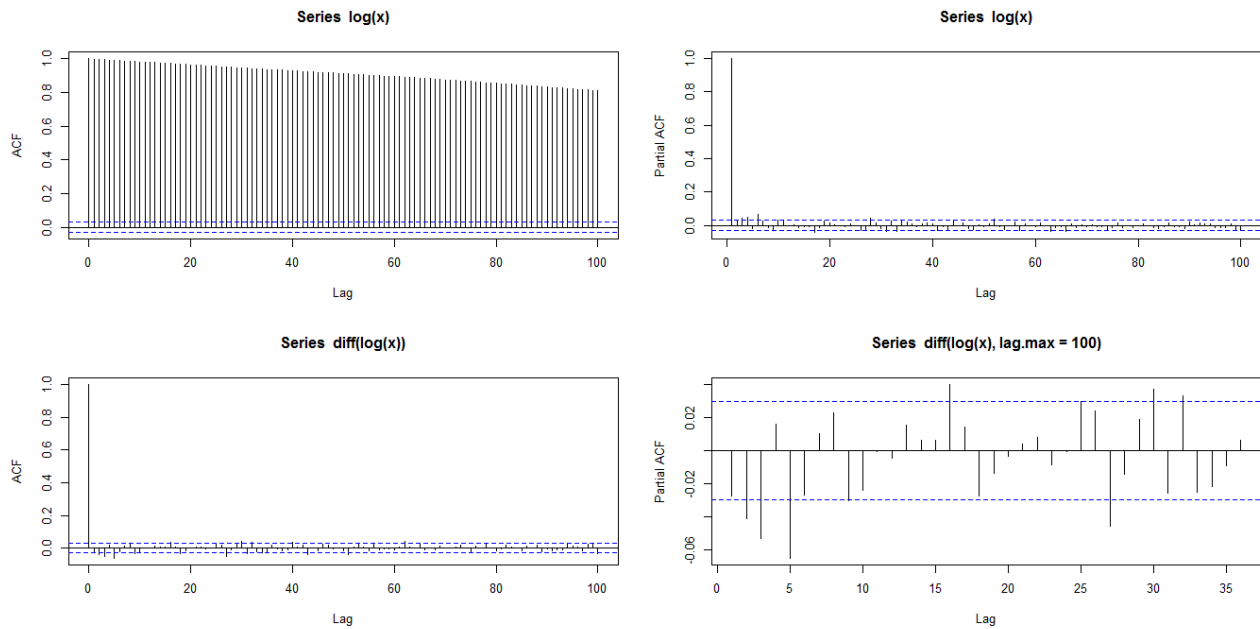 Series log(x)
ACF
0.0 0.2 0.4 0.6 0.8 1.0
0 20 40 60 80 100
Lag
Series log(x)
Partial ACF
0.0 0.2 0.4 0.6 0.8 1.0
0 20 40 60 80 100
Lag
Series diff(log(x))
ACF
0.0 0.2 0.4 0.6 0.8 1.0
0 20 40 60 80 100
Lag
Series diff(log(x), lag.max = 100)
Partial ACF
-0.06 -0.02 0.02
0 5 10 15 20 25 30 35
Lag